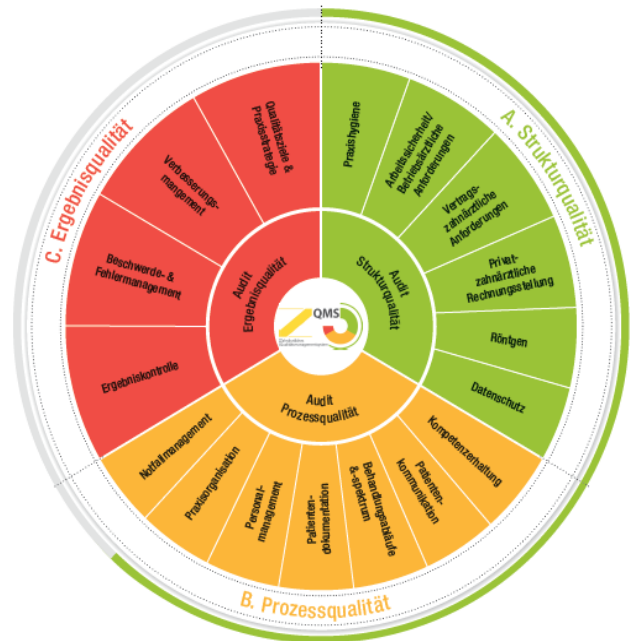 A. Strukturqualität
Praxishygiene
Arbeitssicherheit/
Betriebsärztliche
Anforderungen
Vertrags-
zahnärztliche
Anforderungen
Privat-
zahnärztliche
Rechnungsstellung
Röntgen
Datenschutz
Audit
Strukturqualität
B. Prozessqualität
Kompetenzerhaltung
Patienten-
kommunikation
Behandlungsabläufe
&-spektrum
Patienten-
dokumentation
Personal-
management
Praxisorganisation
Notfallmanagement
Audit
Prozessqualität
C. Ergebnisqualität
Ergebniskontrolle
Beschwerde- &
Fehlermanagement
Verbesserungs-
mangement
Qualitätsziele &
Praxisstrategie
Audit
Ergebnisqualität
QMS